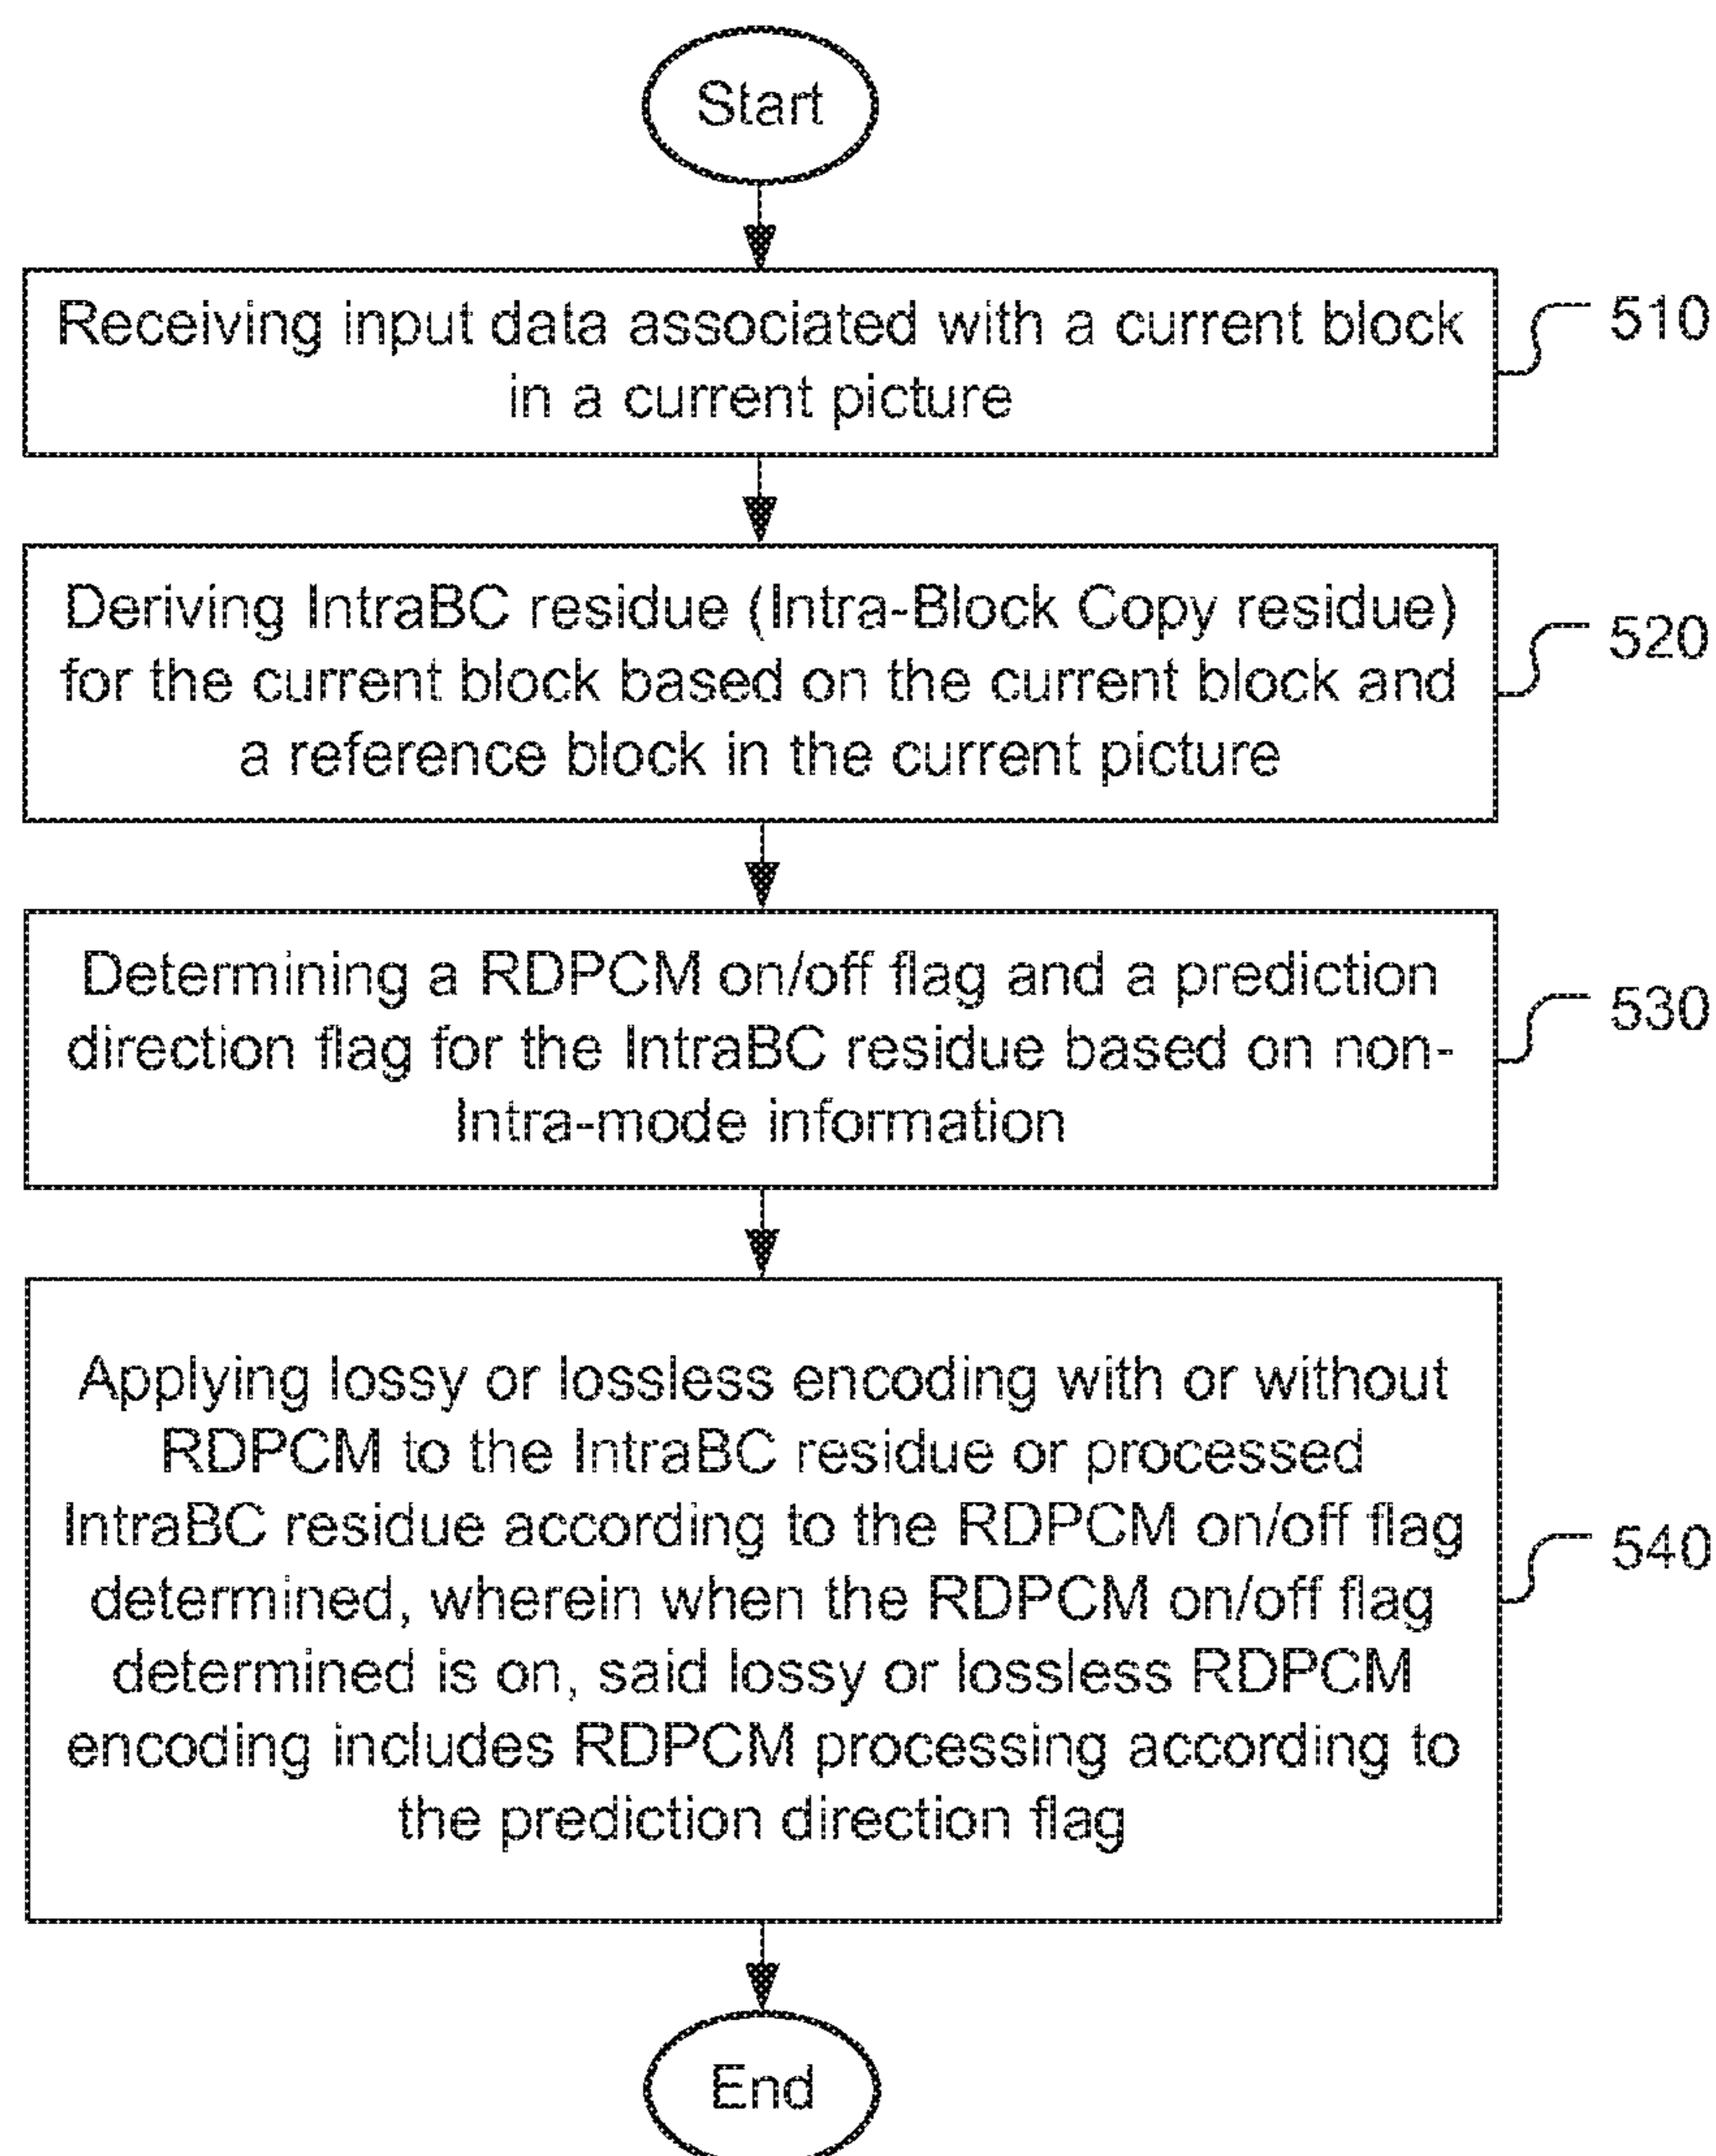 Start
Receiving input data associated with a current block
in a current picture
510
Deriving IntraBC residue (Intra-Block Copy residue)
for the current block based on the current block and
a reference block in the current picture
520
Determining a RDPCM on/off flag and a prediction
direction flag for the IntraBC residue based on non-
Intra-mode information
530
Applying lossy or lossless encoding with or without
RDPCM to the IntraBC residue or processed
IntraBC residue according to the RDPCM on/off flag
determined, wherein when the RDPCM on/off flag
determined is on, said lossy or lossless RDPCM
encoding includes RDPCM processing according to
the prediction direction flag
540
End